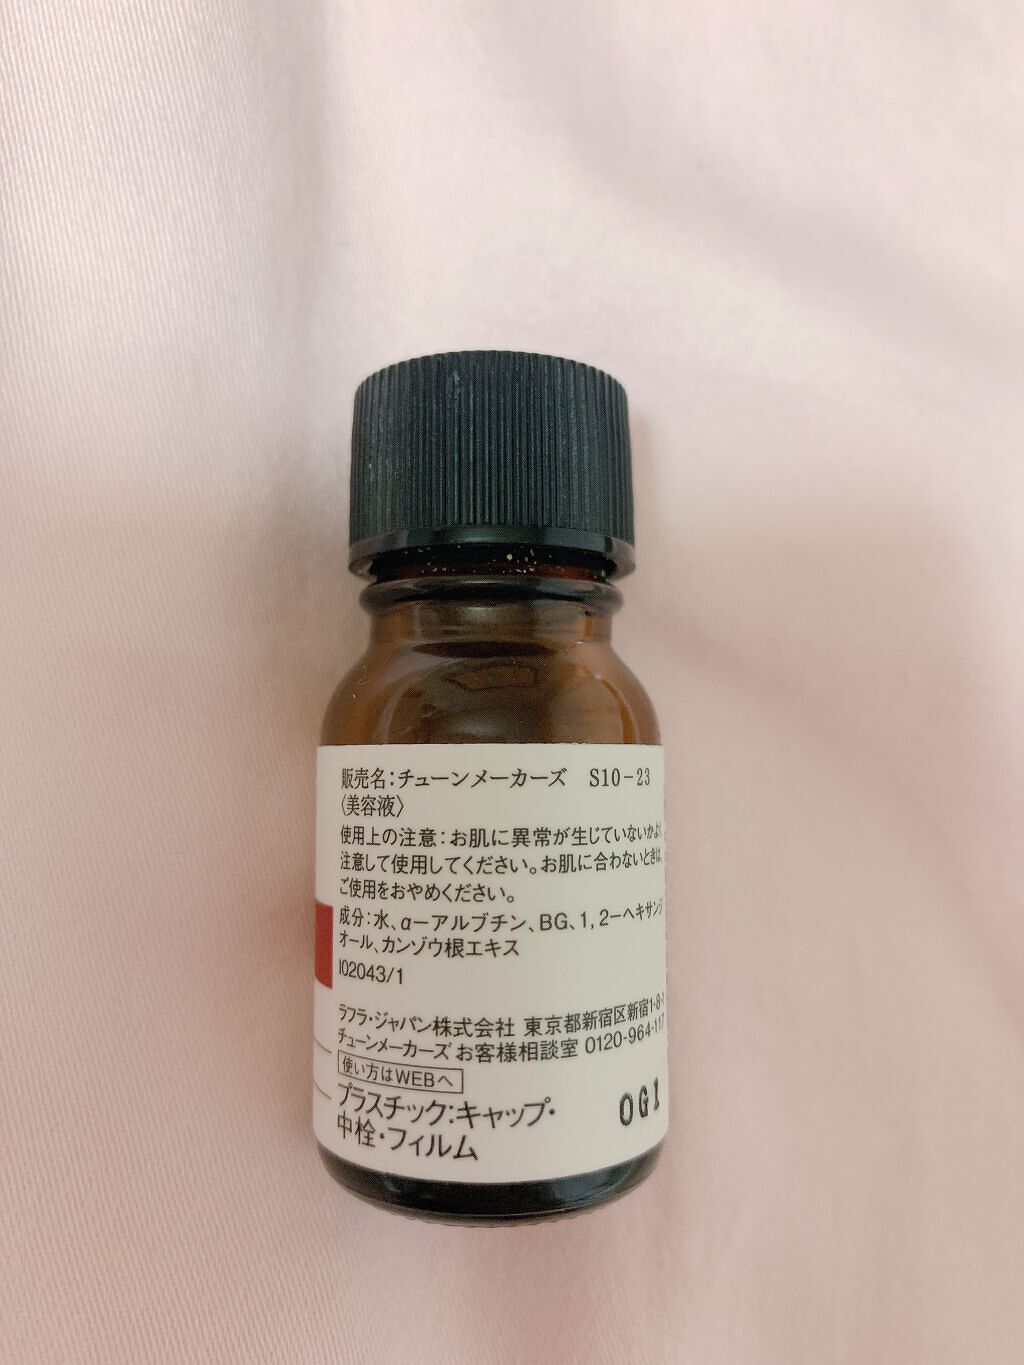 販売名:チューンメーカーズ S10-23
〈美容液〉
使用上の注意:お肌に異常が生じていないかよく
注意して使用してください。お肌に合わないときは、
ご使用をおやめください。
成分:水、α-アルブチン、BG、1,2-ヘキサンジ
オール、カンゾウ根エキス
I02043/1
ラフラ・ジャパン株式会社 東京都新宿区新宿1-8-1
チューンメーカーズ お客様相談室 0120-964-117
使い方はWEBへ
プラスチック:キャップ・
中栓・フィルム
OGI